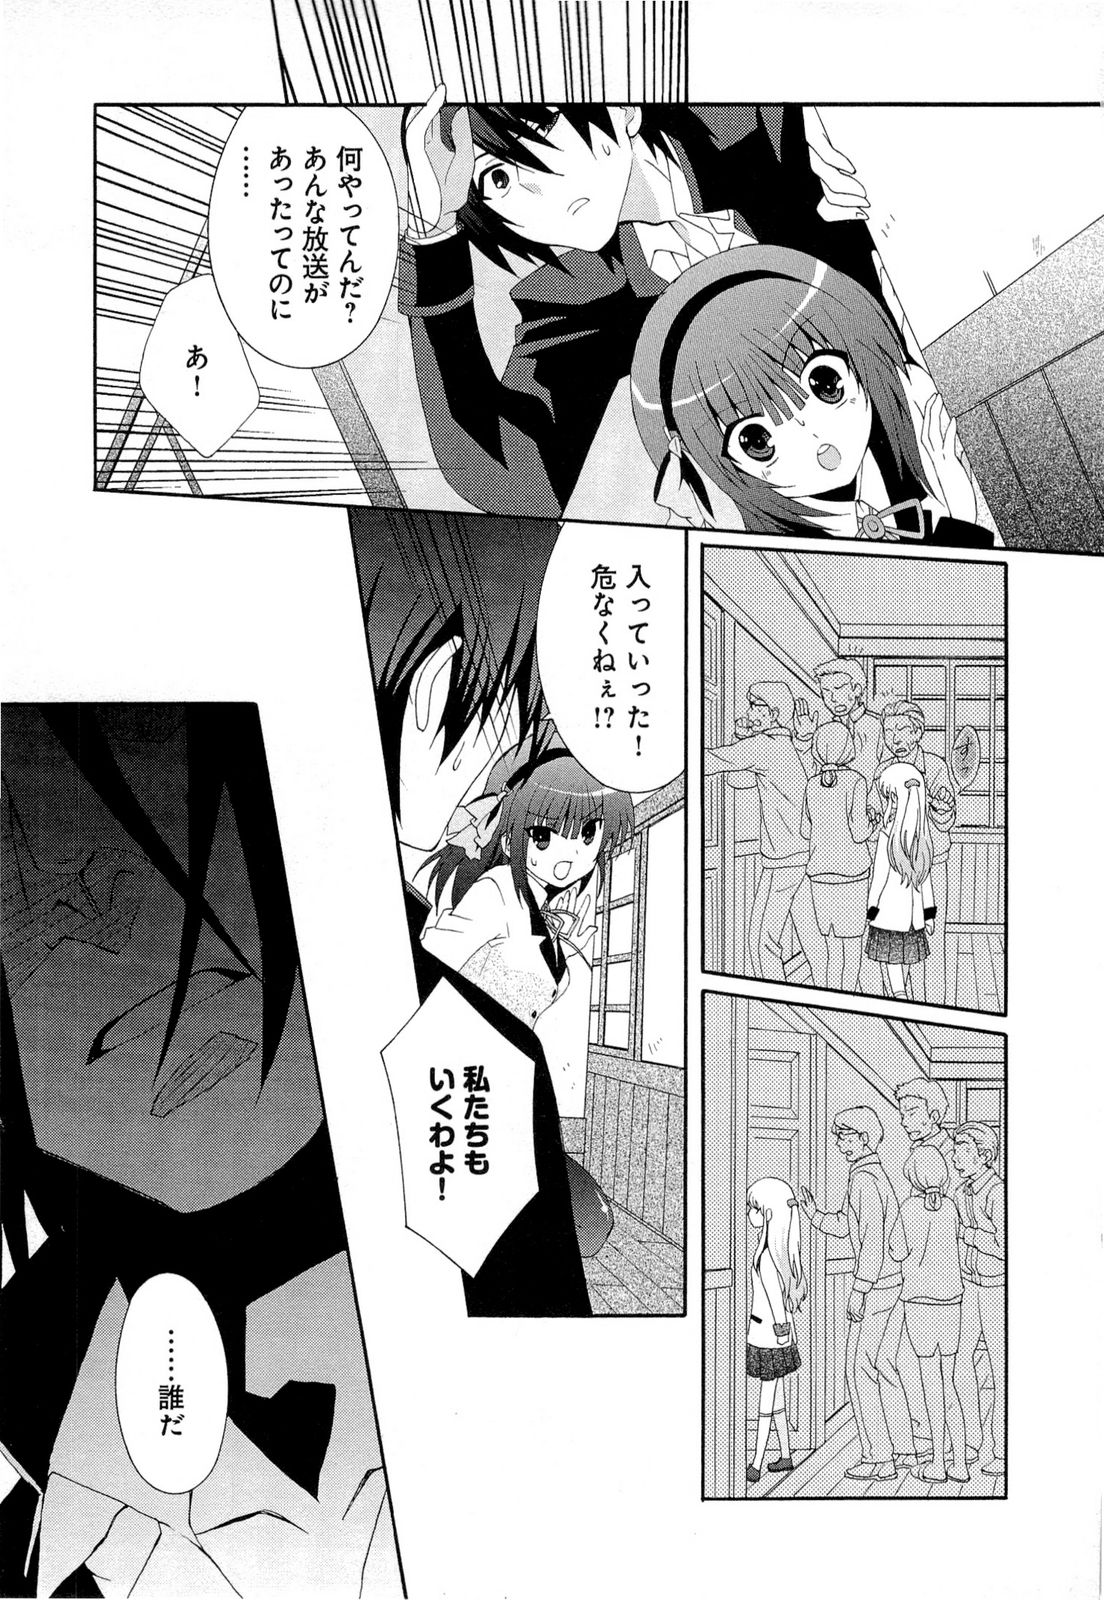 何やってんだ?
あんな放送が
あったってのに
……
あ!
入っていった!
危なくねぇ!?
私たちも
いくわよ!
……誰だ